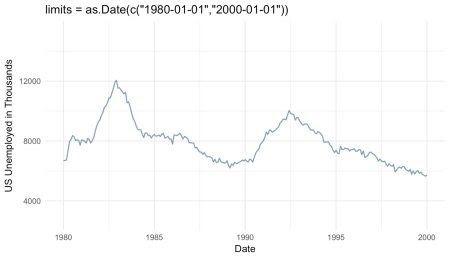 limits = as.Date(c("1980-01-01","2000-01-01"))
US Unemployed in Thousands
12000
8000
4000
1980
1985
1990
1995
2000
Date